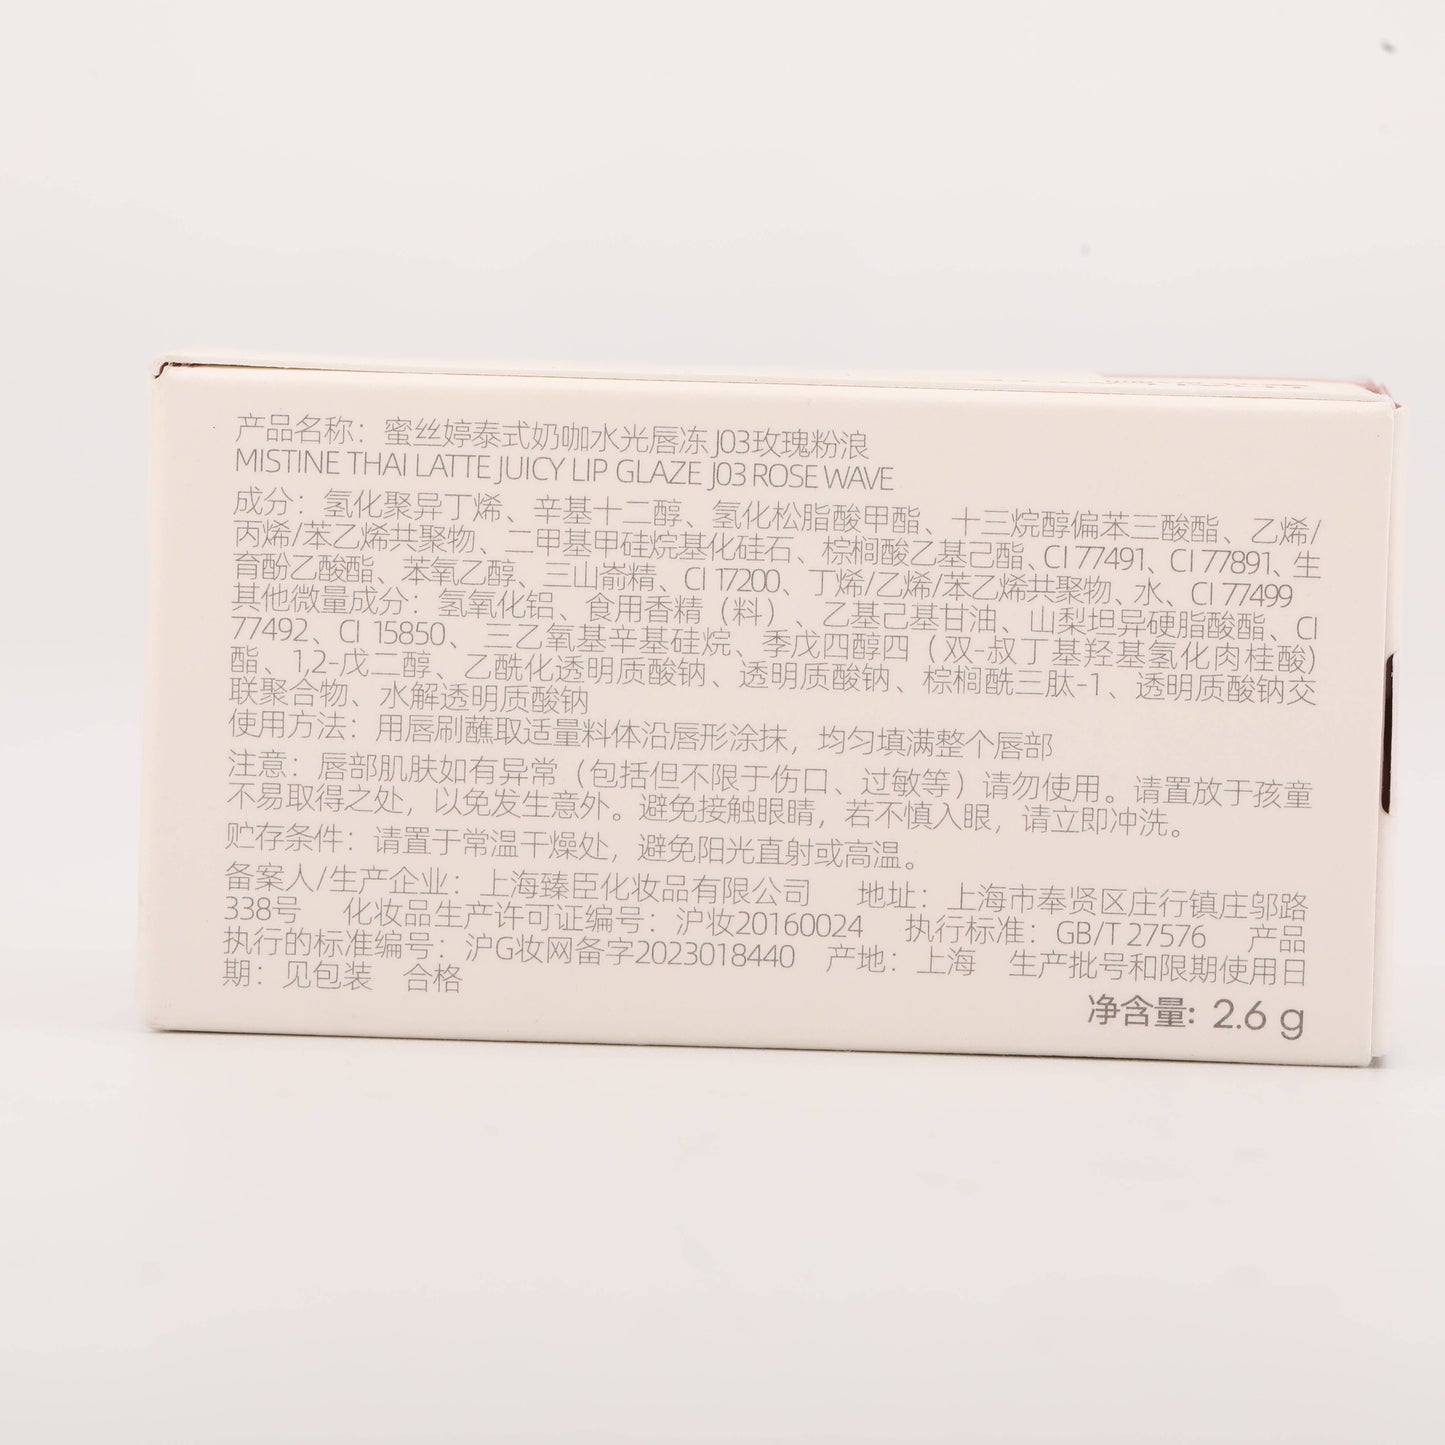 产品名称：蜜丝婷泰式奶咖水光唇冻 J03玫瑰粉浪
MISTINE THAI LATTE JUICY LIP GLAZE J03 ROSE WAVE
成分：氢化聚异丁烯、辛基十二醇、氢化松脂酸甲酯、十三烷醇偏苯三酸酯、乙烯/
丙烯/苯乙烯共聚物、二甲基甲硅烷基化硅石、棕榈酸乙基己酯、CI 77491、CI 77891、生
育酚乙酸酯、苯氧乙醇、三山嵛精、CI 17200、丁烯/乙烯/苯乙烯共聚物、水、CI 77499
其他微量成分：氢氧化铝、食用香精（料）、乙基己基甘油、山梨坦异硬脂酸酯、CI
77492、CI 15850、三乙氧基辛基硅烷、季戊四醇四（双-叔丁基羟基氢化肉桂酸）
酯、1,2-戊二醇、乙酰化透明质酸钠、透明质酸钠、棕榈酰三肽-1、透明质酸钠交
联聚合物、水解透明质酸钠
使用方法：用唇刷蘸取适量料体沿唇形涂抹，均匀填满整个唇部
注意：唇部肌肤如有异常（包括但不限于伤口、过敏等）请勿使用。请置放于孩童
不易取得之处，以免发生意外。避免接触眼睛，若不慎入眼，请立即冲洗。
贮存条件：请置于常温干燥处，避免阳光直射或高温。
备案人/生产企业：上海臻臣化妆品有限公司 地址：上海市奉贤区庄行镇庄邬路
338号 化妆品生产许可证编号：沪妆20160024 执行标准：GB/T 27576 产品
执行的标准编号：沪G妆网备字2023018440 产地：上海 生产批号和限期使用日
期：见包装 合格
净含量: 2.6 g